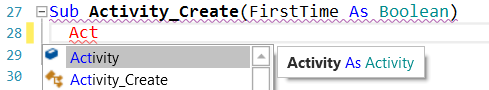 27 Sub Activity_Create(FirstTime As Boolean)
28 Act
29 Activity
Activity As Activity
30 Activity_Create